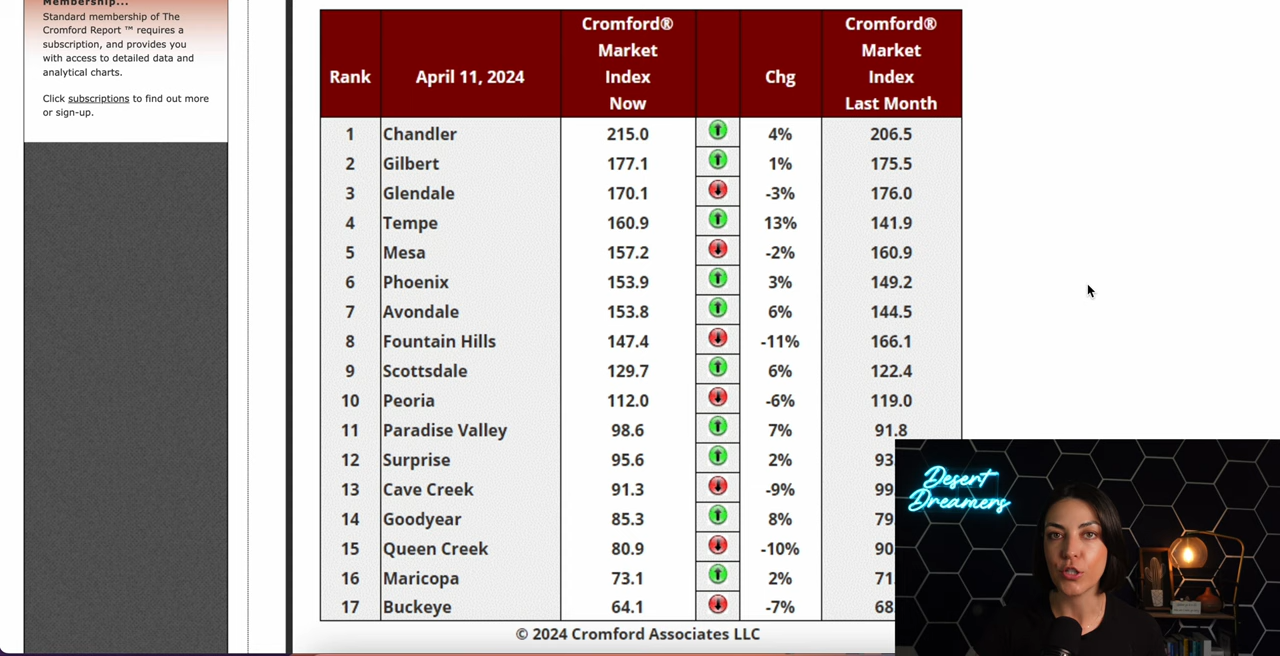 Membership...
Standard membership of The
Cromford Report ™ requires a
subscription, and provides you
with access to detailed data and
analytical charts.
Click subscriptions to find out more
or sign-up.
Rank April 11, 2024 Cromford® Market Index Now Chg Cromford® Market Index Last Month
1 Chandler 215.0 4% 206.5
2 Gilbert 177.1 1% 175.5
3 Glendale 170.1 -3% 176.0
4 Tempe 160.9 13% 141.9
5 Mesa 157.2 -2% 160.9
6 Phoenix 153.9 3% 149.2
7 Avondale 153.8 6% 144.5
8 Fountain Hills 147.4 -11% 166.1
9 Scottsdale 129.7 6% 122.4
10 Peoria 112.0 -6% 119.0
11 Paradise Valley 98.6 7% 91.8
12 Surprise 95.6 2% 93
13 Cave Creek 91.3 -9% 99
14 Goodyear 85.3 8% 79
15 Queen Creek 80.9 -10% 90
16 Maricopa 73.1 2% 71
17 Buckeye 64.1 -7% 68
© 2024 Cromford Associates LLC
Desert
Dreamers